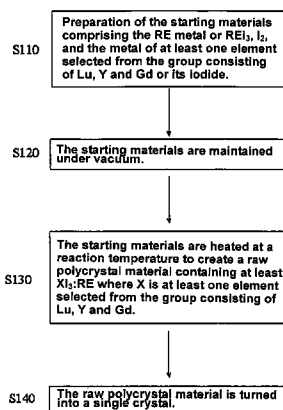 Preparation of the starting materials
comprising the RE metal or REI₃, I₂,
S110
and the metal of at least one element
selected from the group consisting
of Lu, Y and Gd or its iodide.
S120
The starting materials are maintained
under vacuum.
The starting materials are heated at a
reaction temperature to create a raw
polycrystal material containing at least
S130
XI₃:RE where X is at least one element
selected from the group consisting of
Lu, Y and Gd.
S140
The raw polycrystal material is turned
into a single crystal.